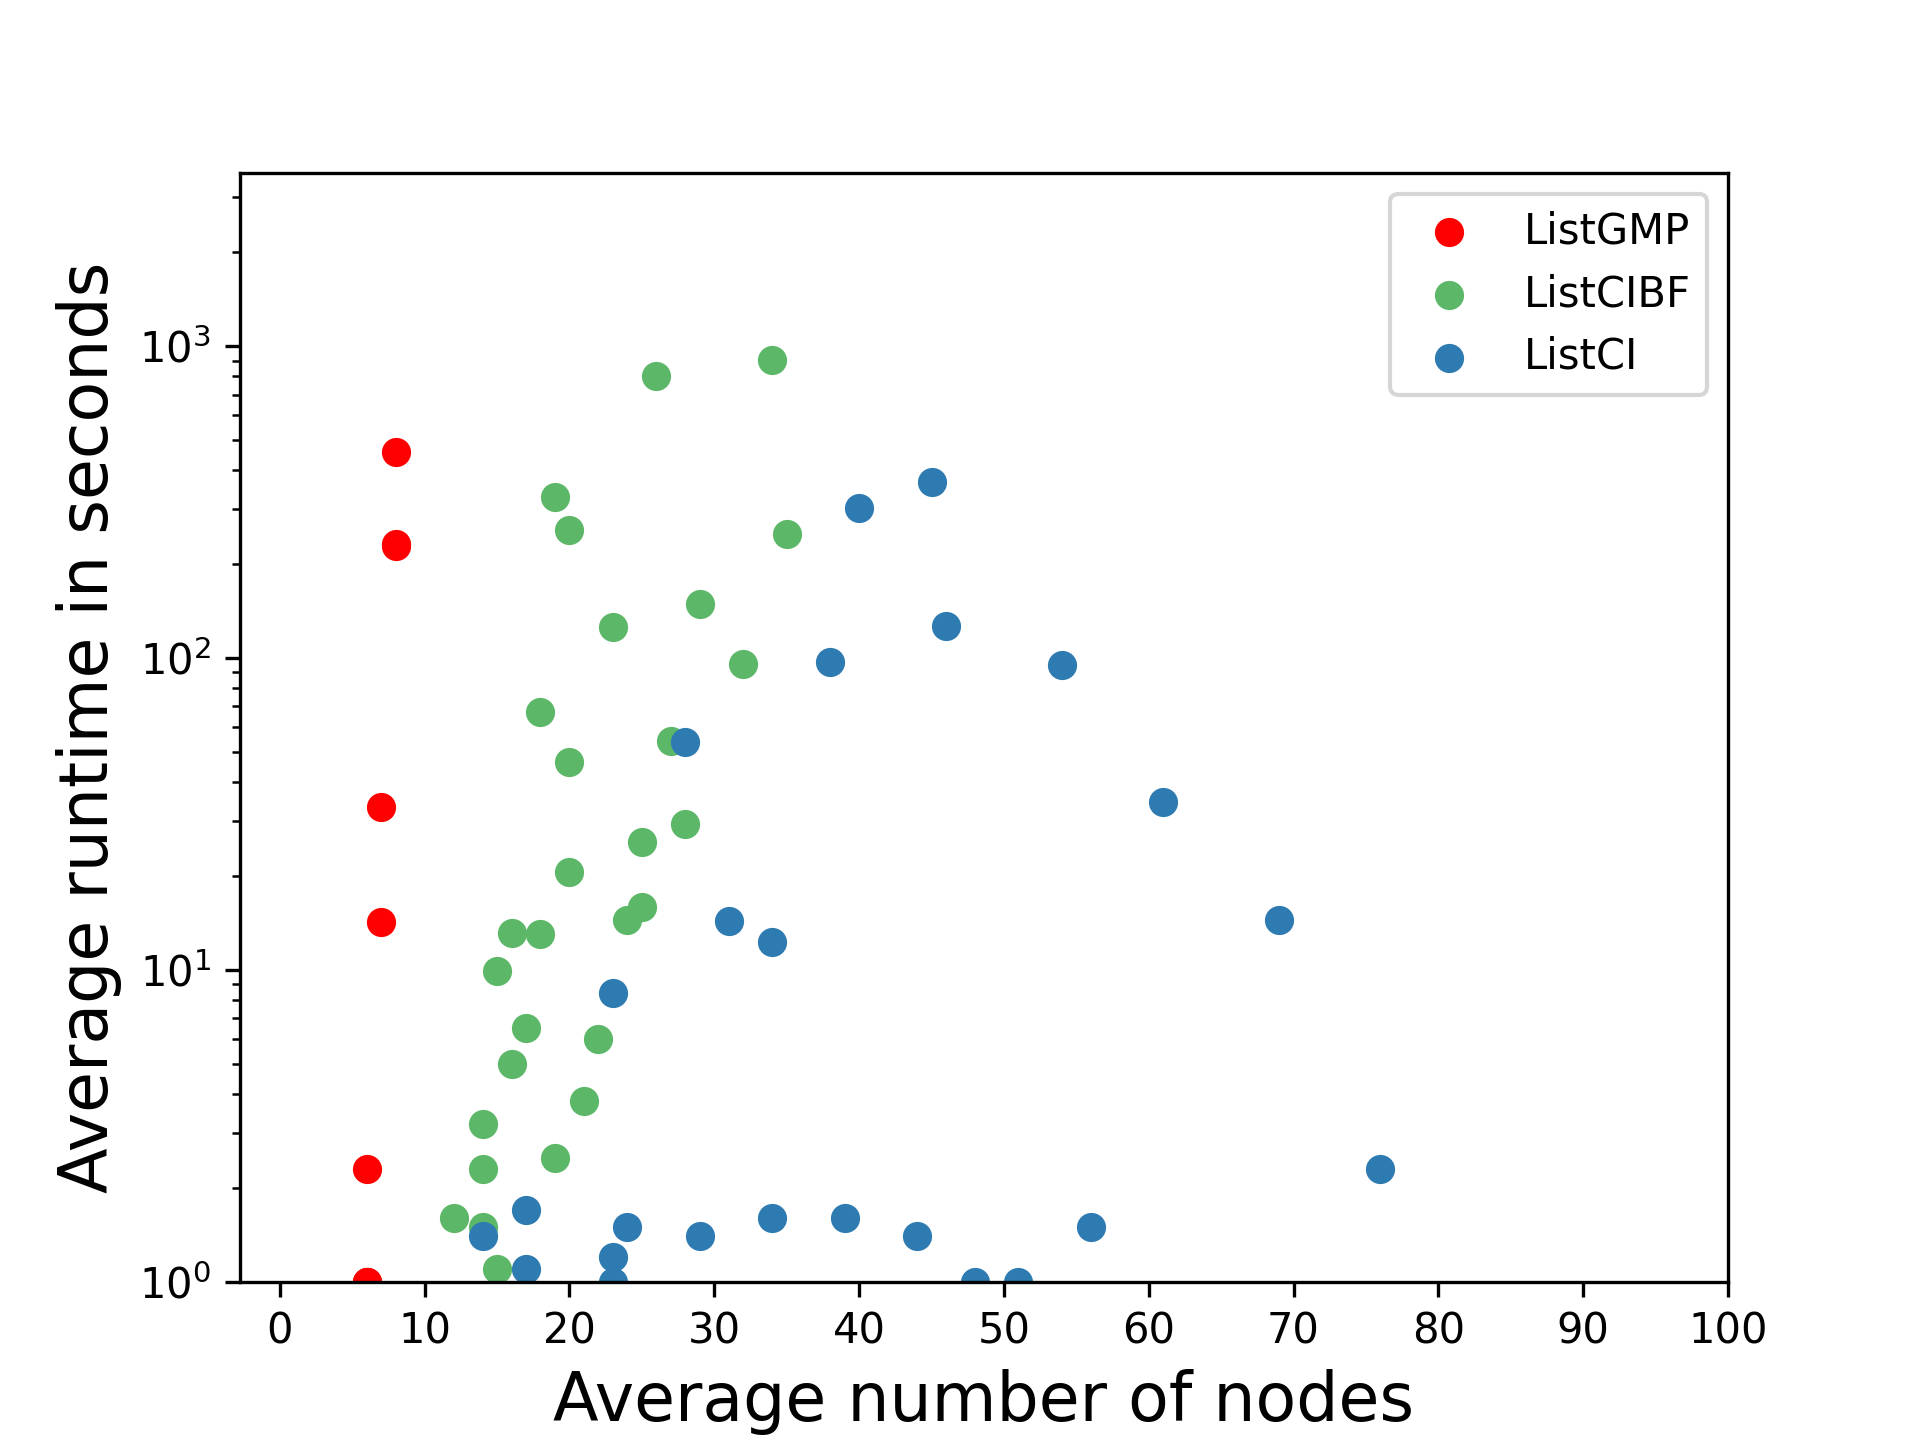 ListGMP
ListCIBF
ListCI
Average runtime in seconds
10³
10²
10¹
10⁰
0 10 20 30 40 50 60 70 80 90 100
Average number of nodes